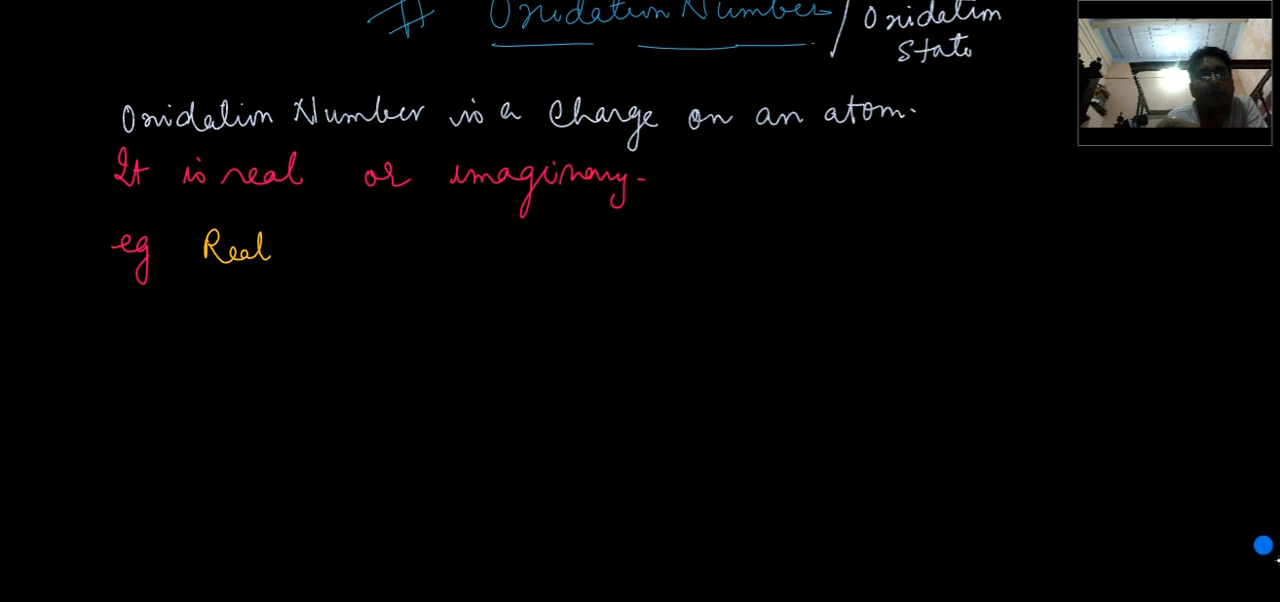 # Oxidation Number / Oxidation
State
Oxidation Number is a charge on an atom.
It is real or imaginary.
eg Real